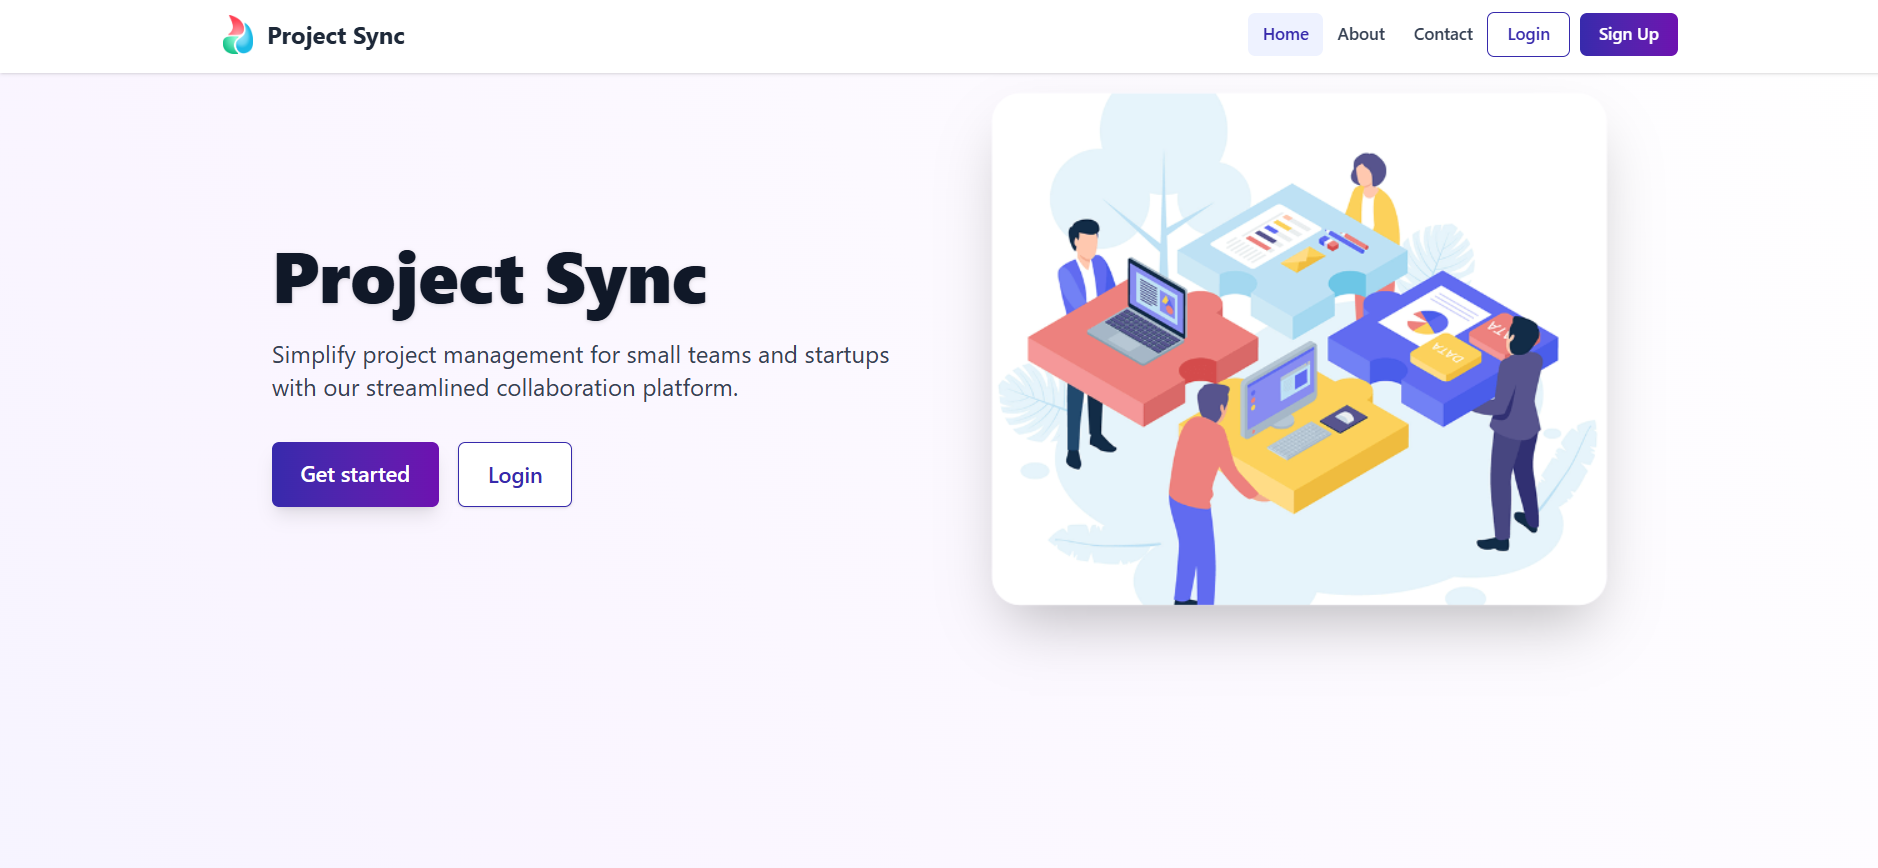 Project Sync
Home About Contact Login Sign Up
Project Sync
Simplify project management for small teams and startups
with our streamlined collaboration platform.
Get started Login
DATA